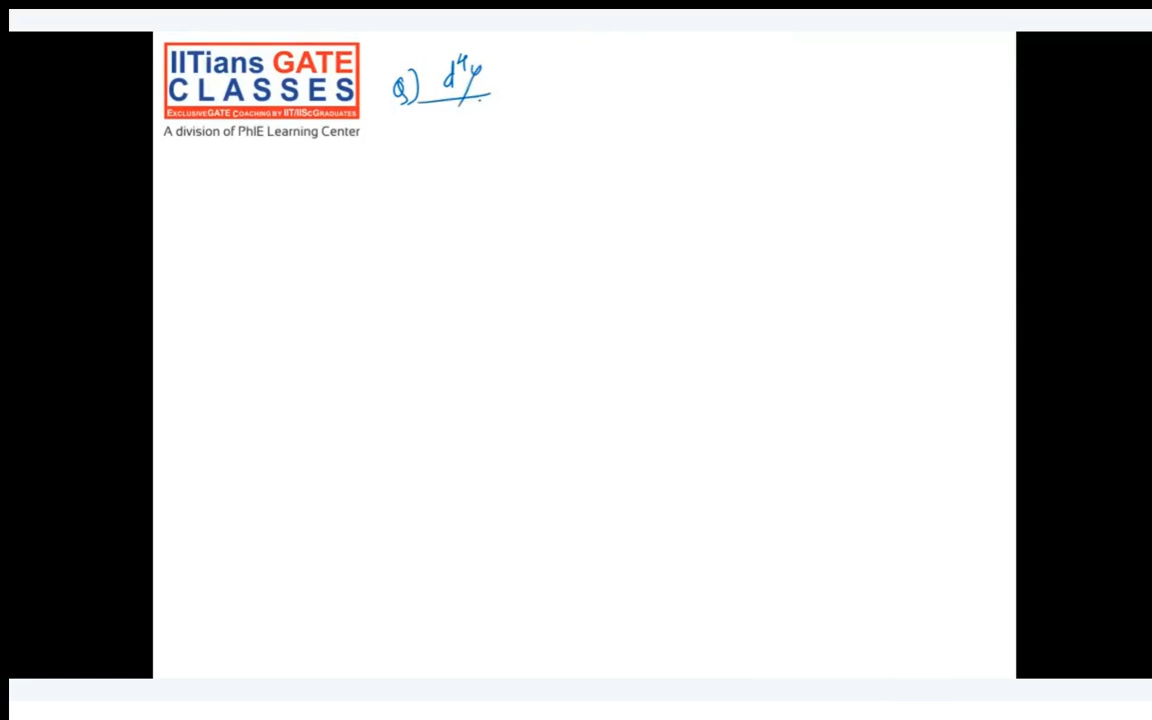 IITians GATE
CLASSES
EXCLUSIVE GATE COACHING BY IIT/IISC GRADUATES
A division of PhIE Learning Center
Q) d⁴y